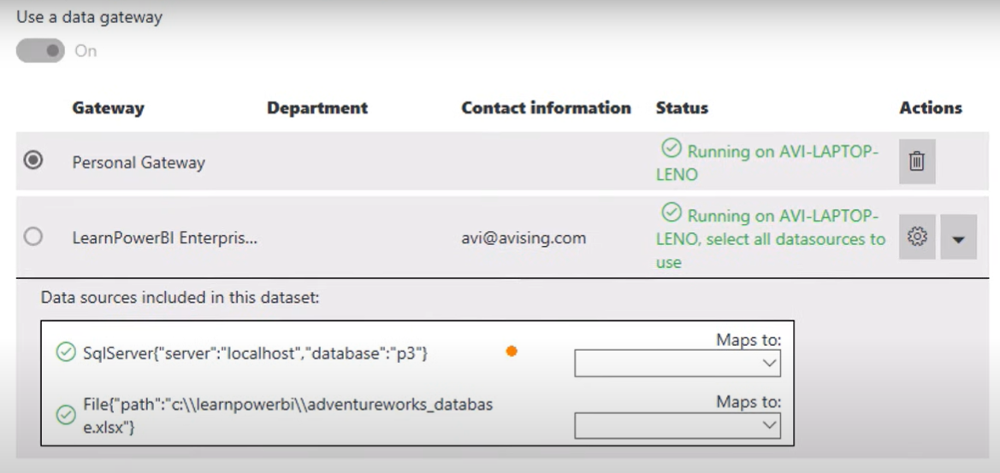 Use a data gateway
On
Gateway Department Contact information Status Actions
Personal Gateway
Running on AVI-LAPTOP-
LENO
LearnPowerBI Enterpris...
avi@avising.com
Running on AVI-LAPTOP-
LENO, select all datasources to
use
Data sources included in this dataset:
SqlServer{"server":"localhost","database":"p3"}
Maps to:
File{"path":"c:\\learnpowerbi\\adventureworks_databas
e.xlsx"}
Maps to: